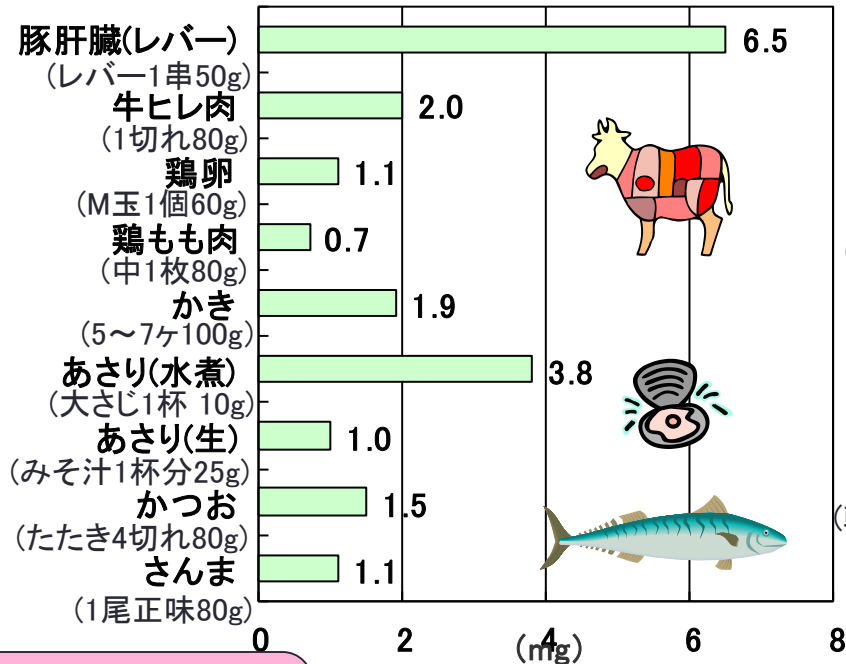 豚肝臓(レバー)
6.5
(レバー1串50g)
牛ヒレ肉
2.0
(1切れ80g)
鶏卵
1.1
(M玉1個60g)
鶏もも肉
0.7
(中1枚80g)
かき
1.9
(5～7ヶ100g)
あさり(水煮)
3.8
(大さじ1杯 10g)
あさり(生)
1.0
(みそ汁1杯分25g)
かつお
1.5
(たたき4切れ80g)
さんま
1.1
(1尾正味80g)
0 2 4 6 8
(mg)